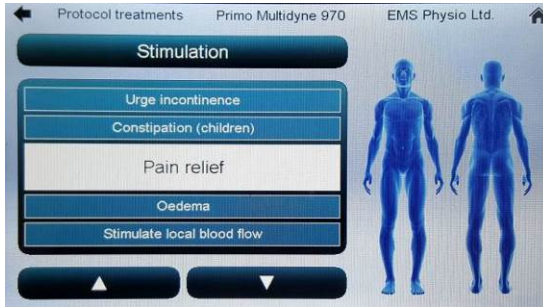 Protocol treatments Primo Multidyne 970 EMS Physio Ltd.
Stimulation
Urge incontinence
Constipation (children)
Pain relief
Oedema
Stimulate local blood flow